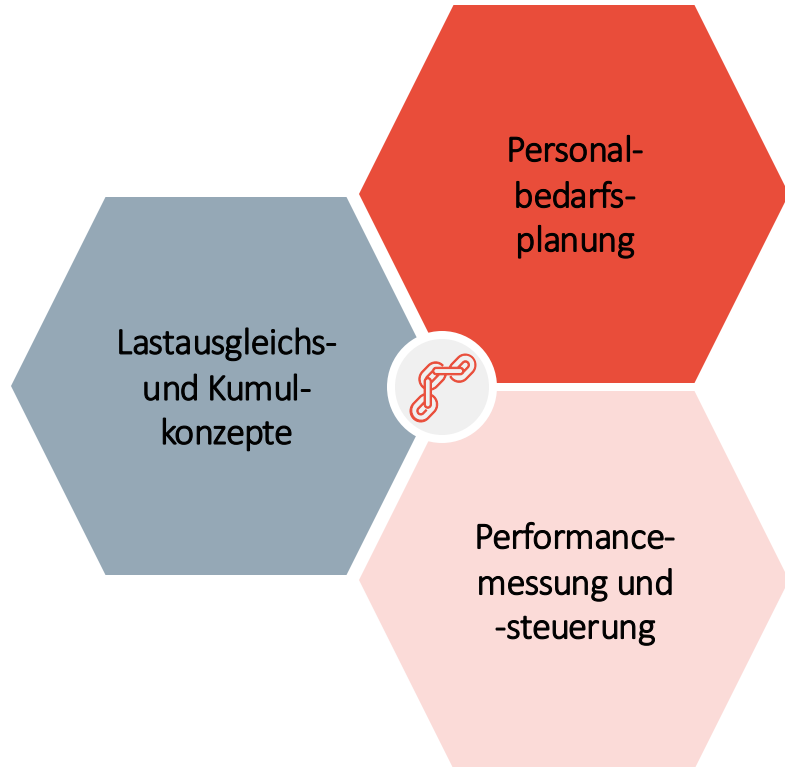 Personal-
bedarfs-
planung
Lastausgleichs-
und Kumul-
konzepte
Performance-
messung und
-steuerung